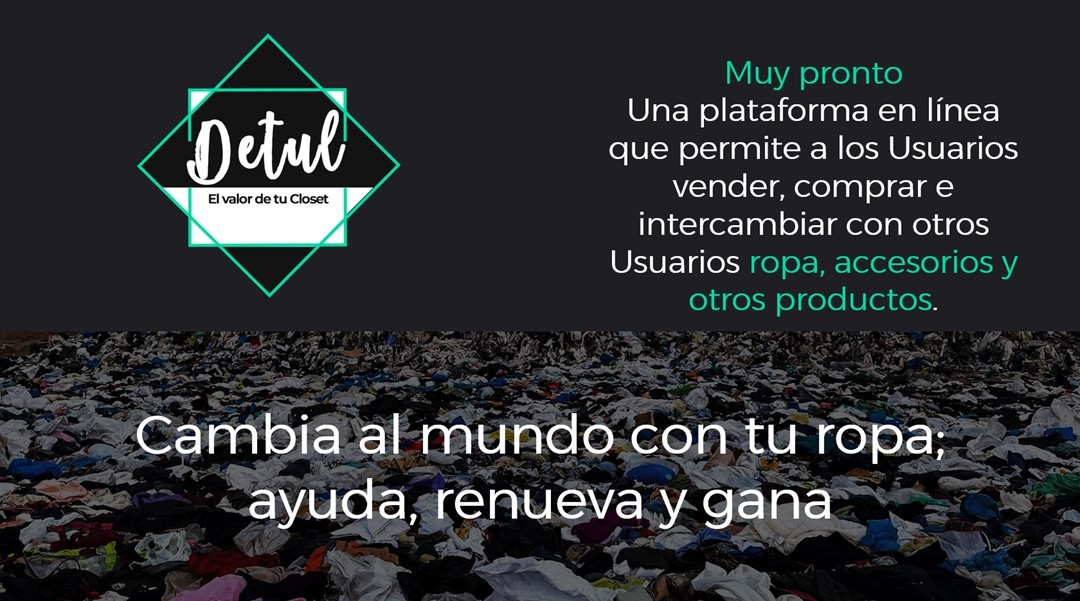 Detul
El valor de tu Closet
Muy pronto
Una plataforma en línea
que permite a los Usuarios
vender, comprar e
intercambiar con otros
Usuarios ropa, accesorios y
otros productos.
Cambia al mundo con tu ropa;
ayuda, renueva y gana